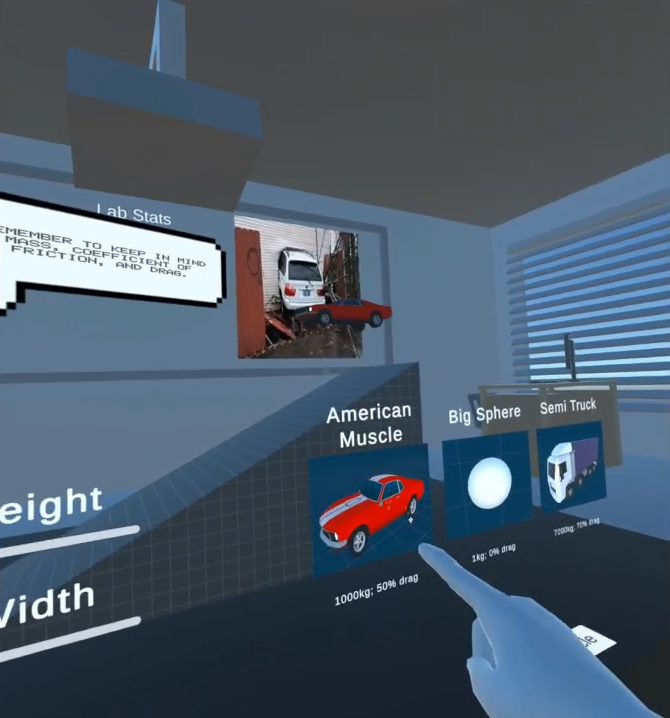 Lab Stats
EMEMBER TO KEEP IN MIND
MASS, COEFFICIENT OF
FRICTION, AND DRAG.
American
Muscle
Big Sphere
Semi Truck
1000kg; 50% drag
1kg; 0% drag
7000kg; 70% drag
eight
Width